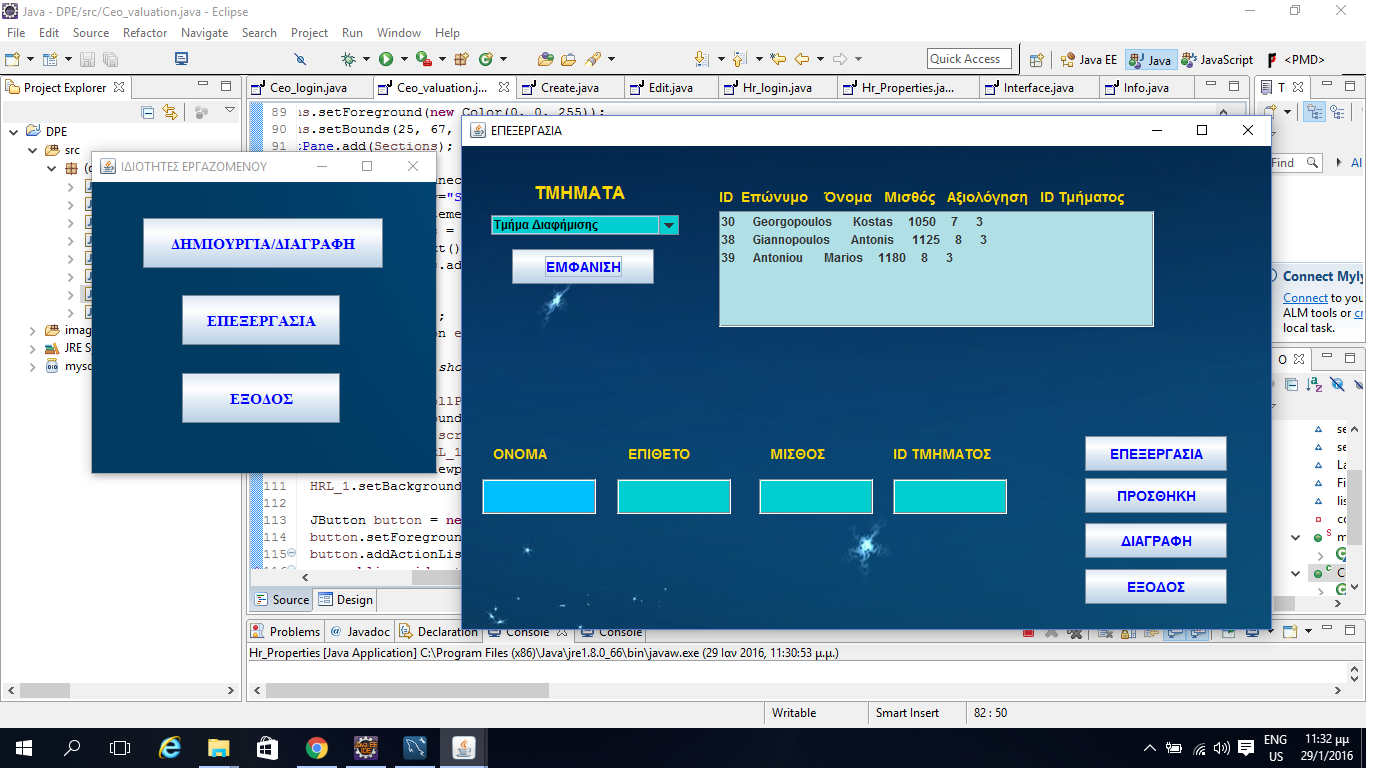 Java - DPE/src/Ceo_valuation.java - Eclipse
File Edit Source Refactor Navigate Search Project Run Window Help
Quick Access Java EE Java JavaScript <PMD>
Project Explorer
DPE
src
JRE S
Ceo_login.java Ceo_valuation.j... Create.java Edit.java Hr_login.java Hr_Properties.ja... Interface.java Info.java
89 ns.setForeground(new Color(0, 0, 255));
90 ns.setBounds(25, 67,
91 tPane.add(Sections);
111 HRL_1.setBackground
112
113 JButton button = ne
114 button.setForegroun
115 button.addActionLis
Source Design
ΙΔΙΟΤΗΤΕΣ ΕΡΓΑΖΟΜΕΝΟΥ
ΔΗΜΙΟΥΡΓΙΑ/ΔΙΑΓΡΑΦΗ
ΕΠΕΞΕΡΓΑΣΙΑ
ΕΞΟΔΟΣ
ΕΠΕΞΕΡΓΑΣΙΑ
ΤΜΗΜΑΤΑ
Τμήμα Διαφήμισης
ΕΜΦΑΝΙΣΗ
ID Επώνυμο Όνομα Μισθός Αξιολόγηση ID Τμήματος
30 Georgopoulos Kostas 1050 7 3
38 Giannopoulos Antonis 1125 8 3
39 Antoniou Marios 1180 8 3
ΟΝΟΜΑ ΕΠΙΘΕΤΟ ΜΙΣΘΟΣ ID ΤΜΗΜΑΤΟΣ
ΕΠΕΞΕΡΓΑΣΙΑ
ΠΡΟΣΘΗΚΗ
ΔΙΑΓΡΑΦΗ
ΕΞΟΔΟΣ
T
Find Al
Connect Myly
Connect to you
ALM tools or cr
local task.
O
Problems Javadoc Declaration Console Console
Hr_Properties [Java Application] C:\Program Files (x86)\Java\jre1.8.0_66\bin\javaw.exe (29 Ιαν 2016, 11:30:53 μ.μ.)
Writable Smart Insert 82 : 50
ENG
US
11:32 μμ
29/1/2016